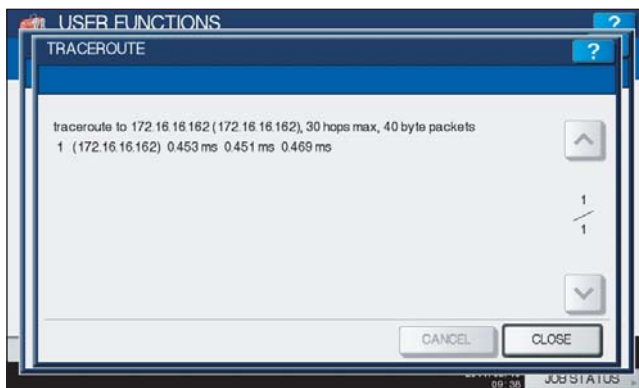 USER FUNCTIONS
?
TRACEROUTE
?
traceroute to 172.16.16.162 (172.16.16.162), 30 hops max, 40 byte packets
1 (172.16.16.162) 0.453 ms 0.451 ms 0.469 ms
1
1
CANCEL
CLOSE
09:38
JOB STATUS